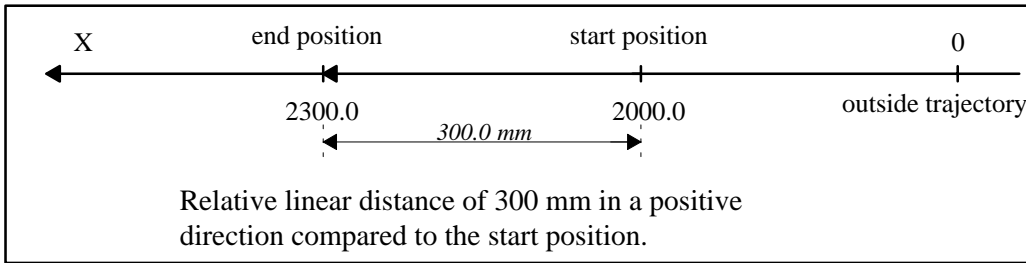 X end position start position 0
2300.0 2000.0 outside trajectory
300.0 mm
Relative linear distance of 300 mm in a positive
direction compared to the start position.